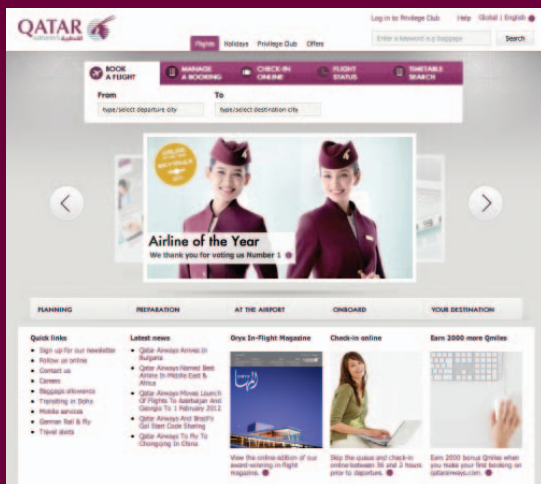 Log in to Privilege Club Help Global | English
QATAR
AIRWAYS القطرية
Enter a keyword e.g baggage Search
Flights Holidays Privilege Club Offers
BOOK A FLIGHT
MANAGE A BOOKING
CHECK-IN ONLINE
FLIGHT STATUS
TIMETABLE SEARCH
From To
type/select departure city type/select destination city
AIRLINE
Airline of the Year
We thank you for voting us Number 1
PLANNING PREPARATION AT THE AIRPORT ONBOARD YOUR DESTINATION
Quick links
Sign up for our newsletter
Follow us online
Contact us
Careers
Baggage allowance
Transiting in Doha
Mobile services
German Rail & Fly
Travel alerts
Latest news
Qatar Airways Arrives In
Bulgaria
Qatar Airways Named Best
Airline In Middle East &
Africa
Qatar Airways Moves Launch
Of Flights To Azerbaijan And
Georgia To 1 February 2012
Qatar Airways And Brazil's
Gol Start Code Sharing
Qatar Airways To Fly To
Chongqing In China
Oryx In-Flight Magazine
View the online edition of our
award-winning in-flight
magazine.
Check-in online
Skip the queue and check-in
online between 36 and 2 hours
prior to departure.
Earn 2000 more Qmiles
Earn 2000 bonus Qmiles when
you make your first booking on
qatarairways.com.